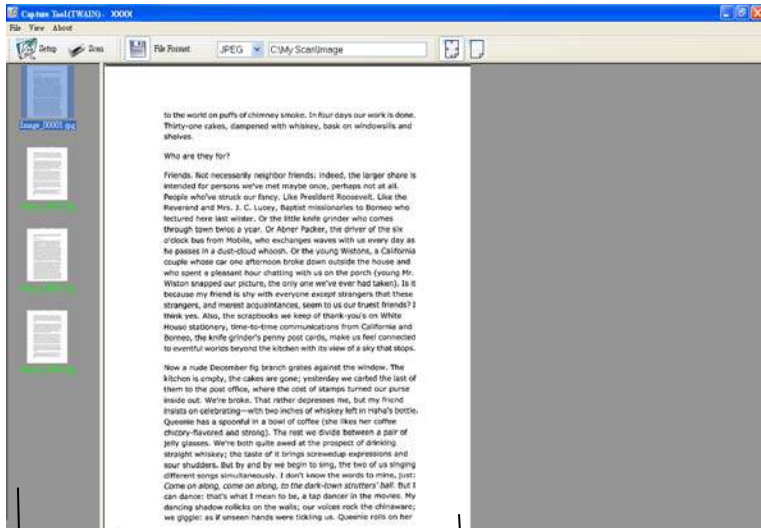 Capture Tool(TWAIN) - XXXX
File View About
Setup Scan File Format: JPEG C:\My Scan\Image
Image_00001.jpg
to the world on puffs of chimney smoke. In four days our work is done.
Thirty-one cakes, dampened with whiskey, bask on windowsills and
shelves.
Who are they for?
Friends. Not necessarily neighbor friends: indeed, the larger share is
intended for persons we've met maybe once, perhaps not at all.
People who've struck our fancy. Like President Roosevelt. Like the
Reverend and Mrs. J. C. Lucey, Baptist missionaries to Borneo who
lectured here last winter. Or the little knife grinder who comes
through town twice a year. Or Abner Packer, the driver of the six
o'clock bus from Mobile, who exchanges waves with us every day as
he passes in a dust-cloud whoosh. Or the young Wistons, a California
couple whose car one afternoon broke down outside the house and
who spent a pleasant hour chatting with us on the porch (young Mr.
Wiston snapped our picture, the only one we've ever had taken). Is it
because my friend is shy with everyone except strangers that these
strangers, and merest acquaintances, seem to us our truest friends? I
think yes. Also, the scrapbooks we keep of thank-you's on White
House stationery, time-to-time communications from California and
Borneo, the knife grinder's penny post cards, make us feel connected
to eventful worlds beyond the kitchen with its view of a sky that stops.
Now a nude December fig branch grates against the window. The
kitchen is empty, the cakes are gone; yesterday we carted the last of
them to the post office, where the cost of stamps turned our purse
inside out. We're broke. That rather depresses me, but my friend
insists on celebrating—with two inches of whiskey left in Haha's bottle.
Queenie has a spoonful in a bowl of coffee (she likes her coffee
chicory-flavored and strong). The rest we divide between a pair of
jelly glasses. We're both quite awed at the prospect of drinking
straight whiskey; the taste of it brings screwedup expressions and
sour shudders. But by and by we begin to sing, the two of us singing
different songs simultaneously. I don't know the words to mine, just:
Come on along, come on along, to the dark-town strutters' ball. But I
can dance: that's what I mean to be, a tap dancer in the movies. My
dancing shadow rollicks on the walls; our voices rock the chinaware;
we giggle: as if unseen hands were tickling us. Queenie rolls on her